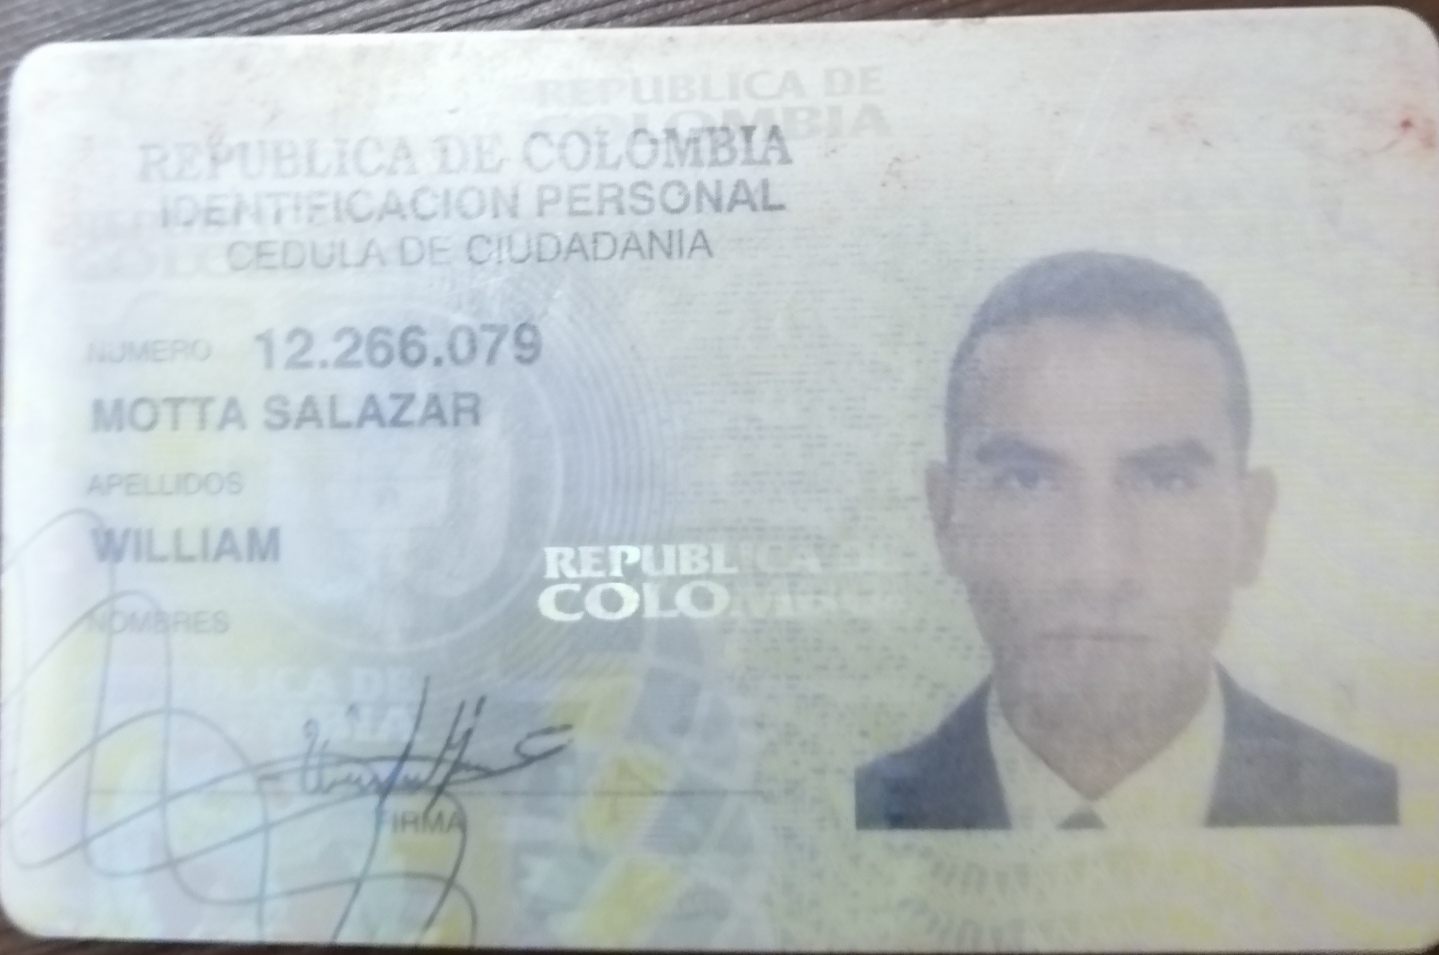 REPUBLICA DE
COLOMBIA
REPUBLICA DE COLOMBIA
IDENTIFICACION PERSONAL
CEDULA DE CIUDADANIA
NUMERO 12.266.079
MOTTA SALAZAR
APELLIDOS
WILLIAM
REPUBLICA DE
COLOMBIA
NOMBRES
FIRMA